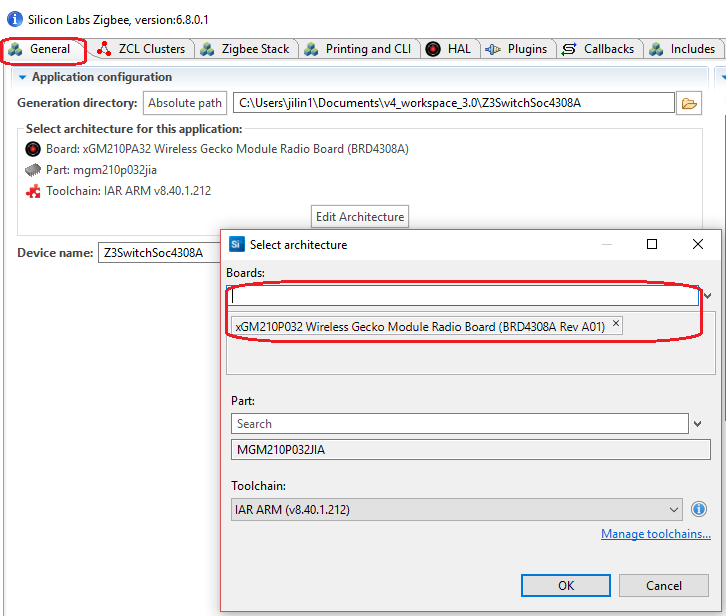 Silicon Labs Zigbee, version:6.8.0.1
General ZCL Clusters Zigbee Stack Printing and CLI HAL Plugins Callbacks Includes
Application configuration
Generation directory: Absolute path C:\Users\jilin1\Documents\v4_workspace_3.0\Z3SwitchSoc4308A
Select architecture for this application:
Board: xGM210PA32 Wireless Gecko Module Radio Board (BRD4308A)
Part: mgm210p032jia
Toolchain: IAR ARM v8.40.1.212
Edit Architecture
Device name: Z3SwitchSoc4308A
Si Select architecture
Boards:
xGM210P032 Wireless Gecko Module Radio Board (BRD4308A Rev A01)
Part:
Search
MGM210P032JIA
Toolchain:
IAR ARM (v8.40.1.212)
Manage toolchains...
OK Cancel